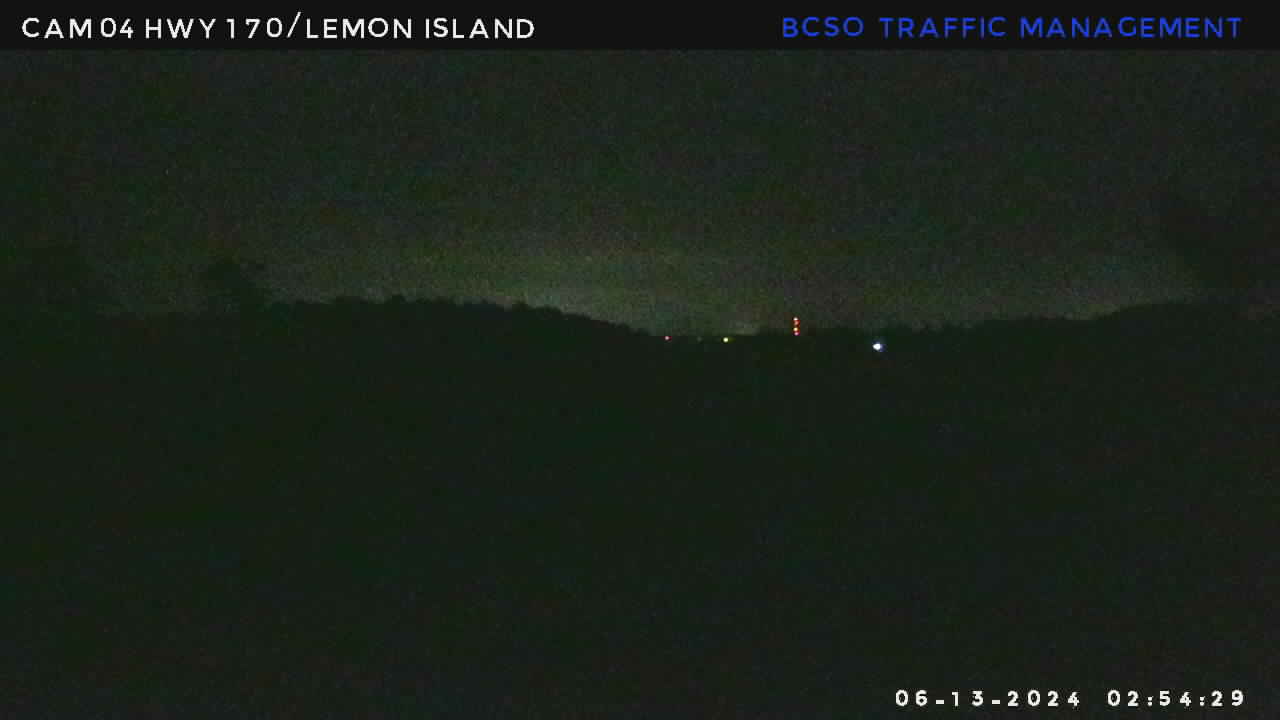 CAM 04 HWY 170/LEMON ISLAND
BCSO TRAFFIC MANAGEMENT
06-13-2024 02:54:29